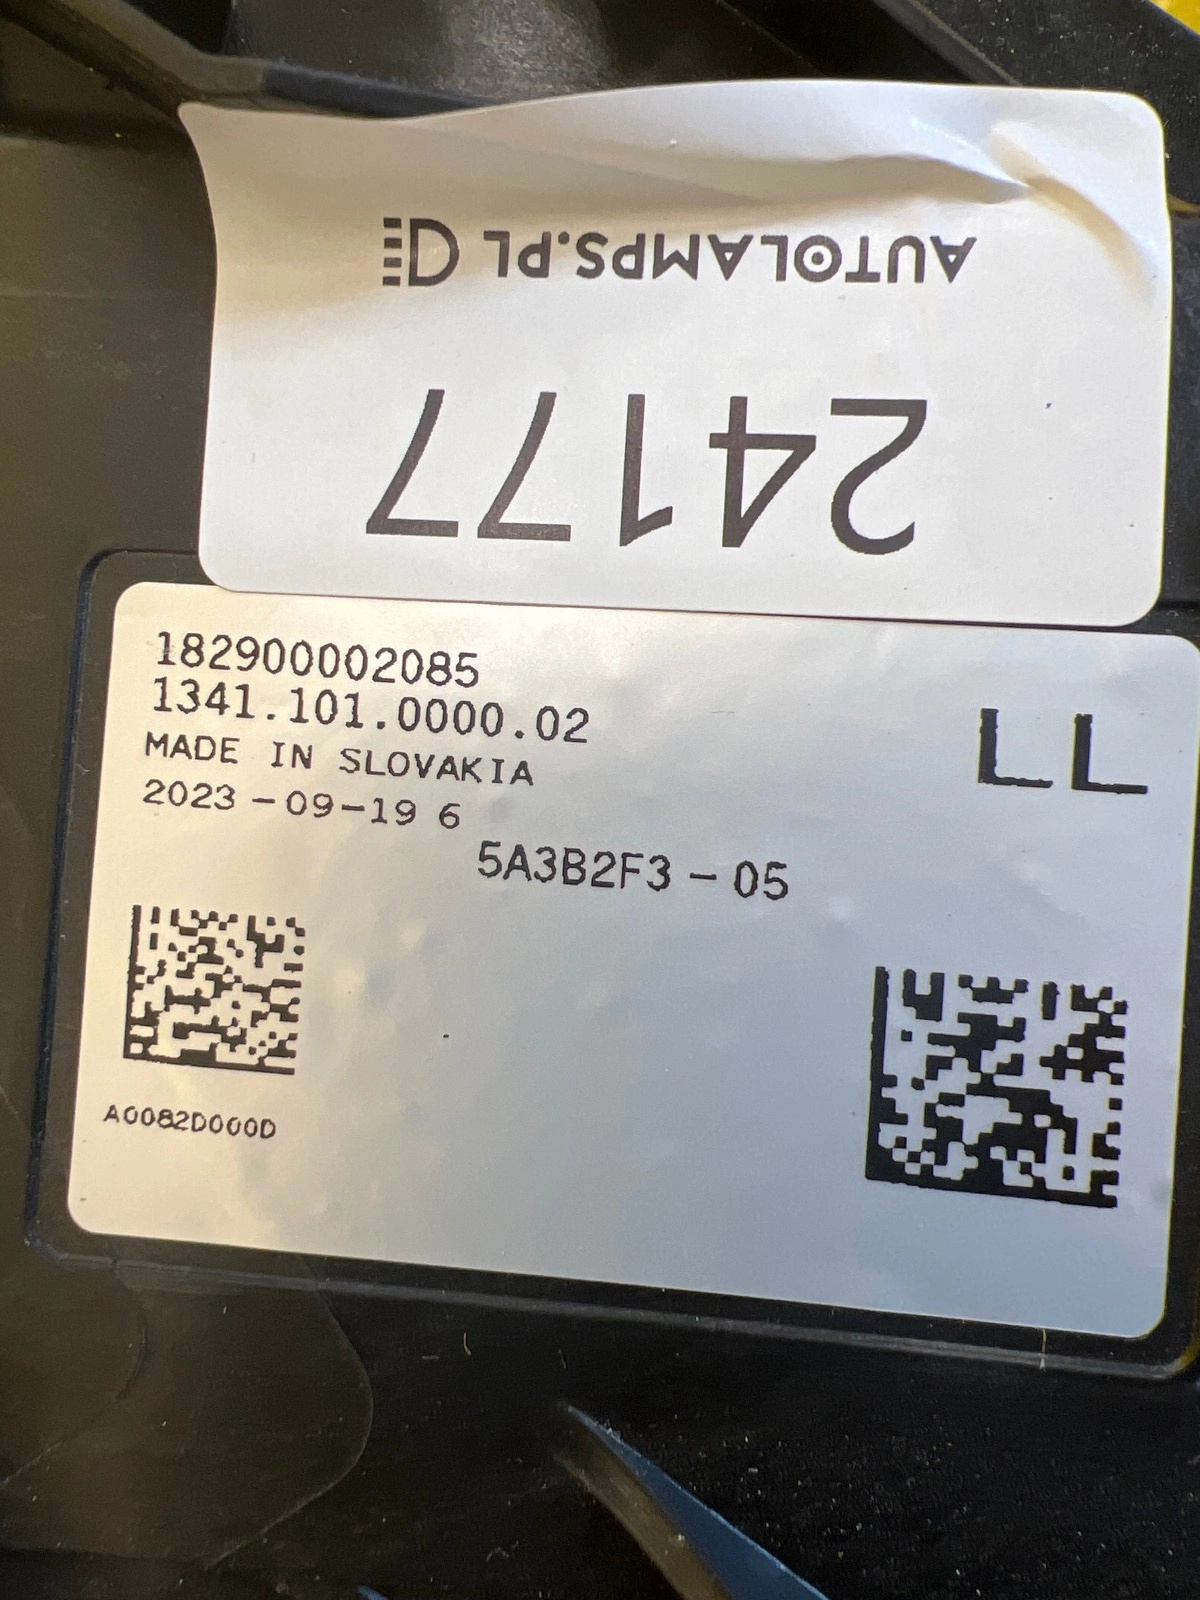 AUTOLAMPS.PL
24177
182900002085
1341.101.0000.02
LL
MADE IN SLOVAKIA
2023-09-19 6
5A3B2F3-05
A0082D000D